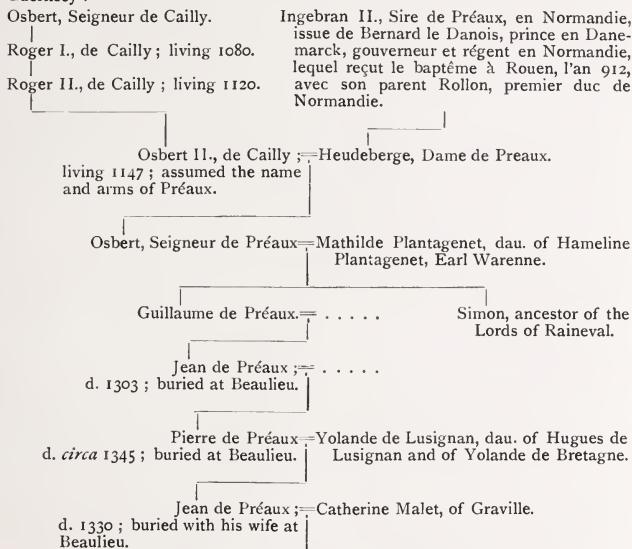 Osbert, Seigneur de Cailly.
Roger I., de Cailly; living 1080.
Roger II., de Cailly; living 1120.
Ingebran II., Sire de Préaux, en Normandie,
issue de Bernard le Danois, prince en Dane-
marck, gouverneur et régent en Normandie,
lequel reçut le baptême à Rouen, l'an 912,
avec son parent Rollon, premier duc de
Normandie.
Osbert II., de Cailly;=Heudeberge, Dame de Preaux.
living 1147; assumed the name
and arms of Préaux.
Osbert, Seigneur de Préaux=Mathilde Plantagenet, dau. of Hameline
Plantagenet, Earl Warenne.
Guillaume de Préaux.= . . . . .
Simon, ancestor of the
Lords of Raineval.
Jean de Préaux;= . . . . .
d. 1303; buried at Beaulieu.
Pierre de Préaux=Yolande de Lusignan, dau. of Hugues de
d. circa 1345; buried at Beaulieu. Lusignan and of Yolande de Bretagne.
Jean de Préaux;=Catherine Malet, of Graville.
d. 1330; buried with his wife at
Beaulieu.